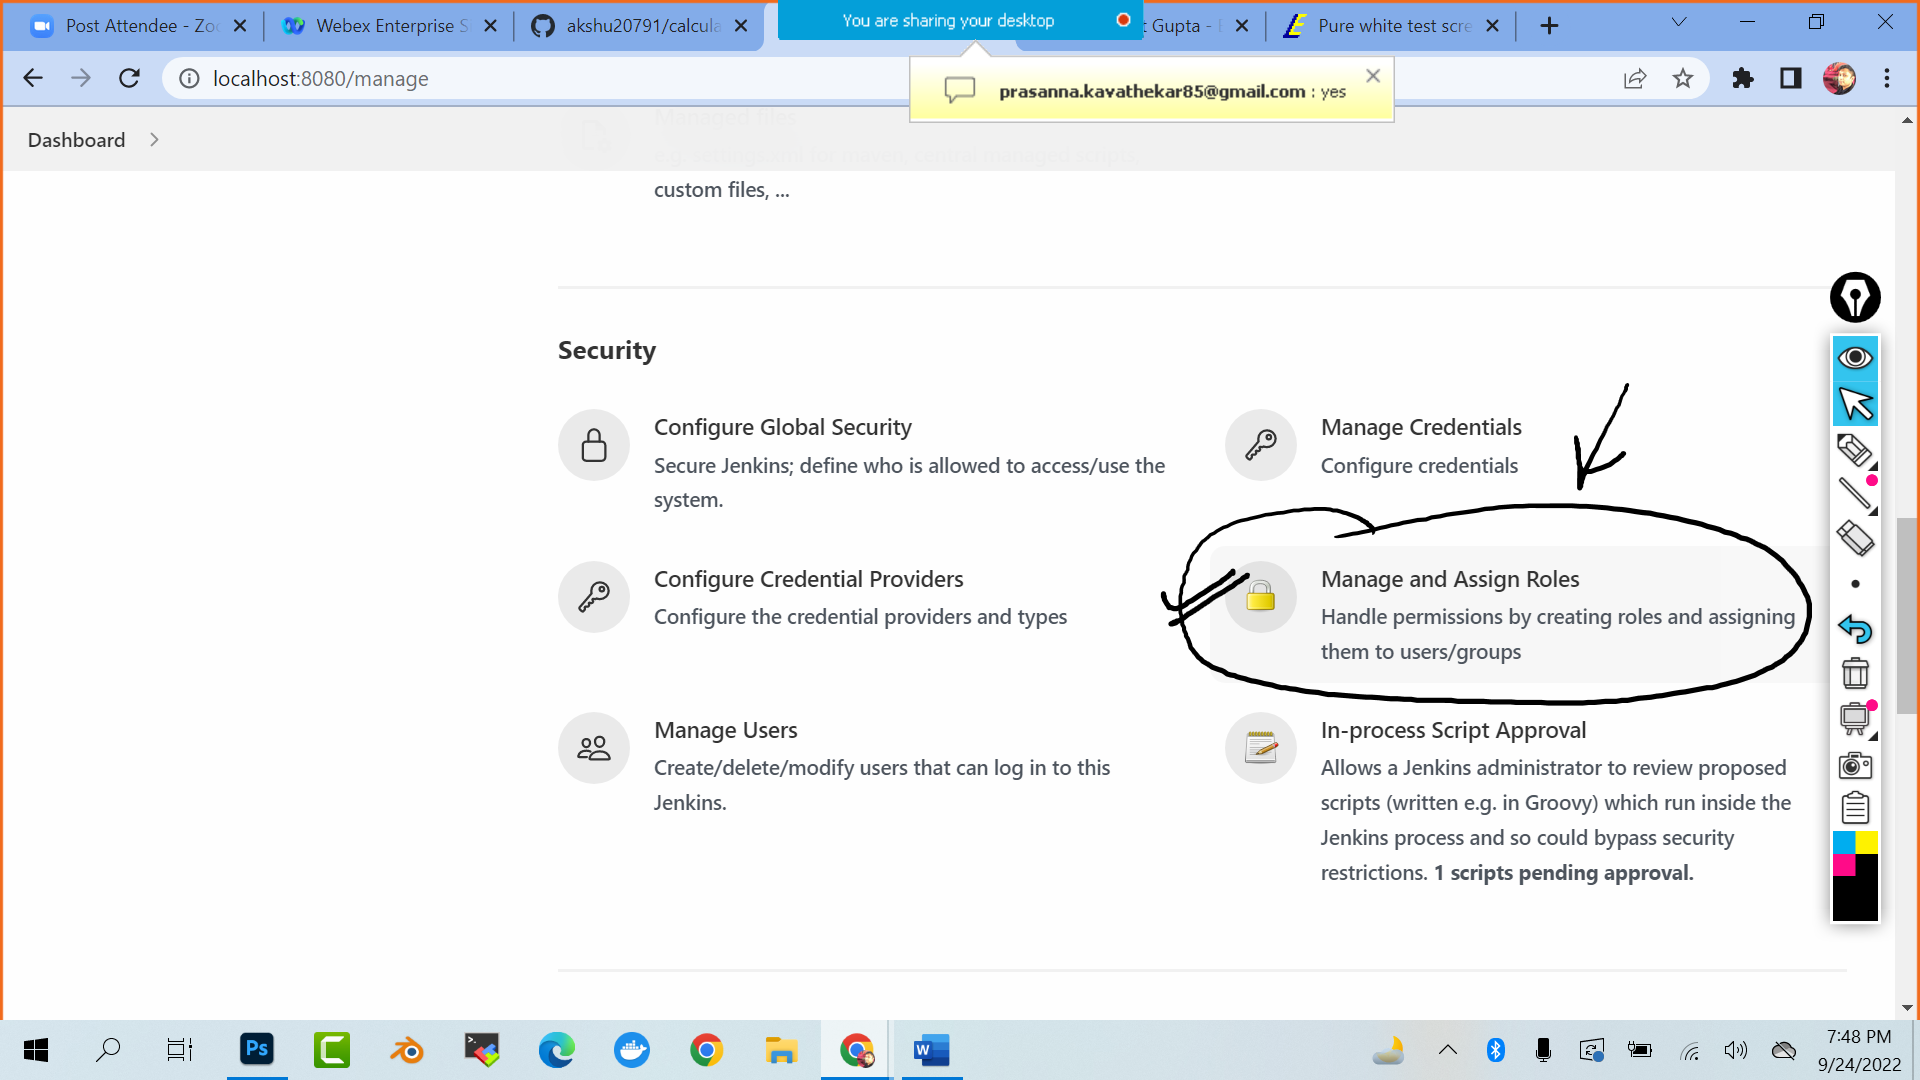 Post Attendee - Zoo
Webex Enterprise S
akshu20791/calcula
You are sharing your desktop
t Gupta -
Pure white test scre
localhost:8080/manage
prasanna.kavathekar85@gmail.com : yes
Dashboard
Managed files
custom files, ...
Security
Configure Global Security
Secure Jenkins; define who is allowed to access/use the
system.
Manage Credentials
Configure credentials
Configure Credential Providers
Configure the credential providers and types
Manage and Assign Roles
Handle permissions by creating roles and assigning
them to users/groups
Manage Users
Create/delete/modify users that can log in to this
Jenkins.
In-process Script Approval
Allows a Jenkins administrator to review proposed
scripts (written e.g. in Groovy) which run inside the
Jenkins process and so could bypass security
restrictions. 1 scripts pending approval.
Ps
W
7:48 PM
9/24/2022